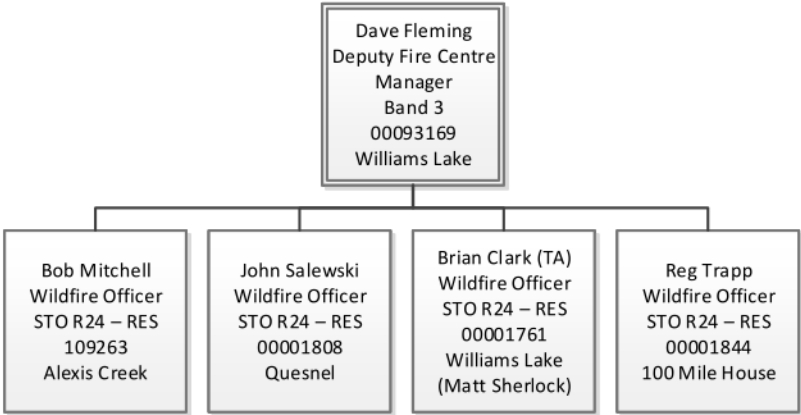 Dave Fleming
Deputy Fire Centre
Manager
Band 3
00093169
Williams Lake
Bob Mitchell
Wildfire Officer
STO R24 – RES
109263
Alexis Creek
John Salewski
Wildfire Officer
STO R24 – RES
00001808
Quesnel
Brian Clark (TA)
Wildfire Officer
STO R24 – RES
00001761
Williams Lake
(Matt Sherlock)
Reg Trapp
Wildfire Officer
STO R24 – RES
00001844
100 Mile House